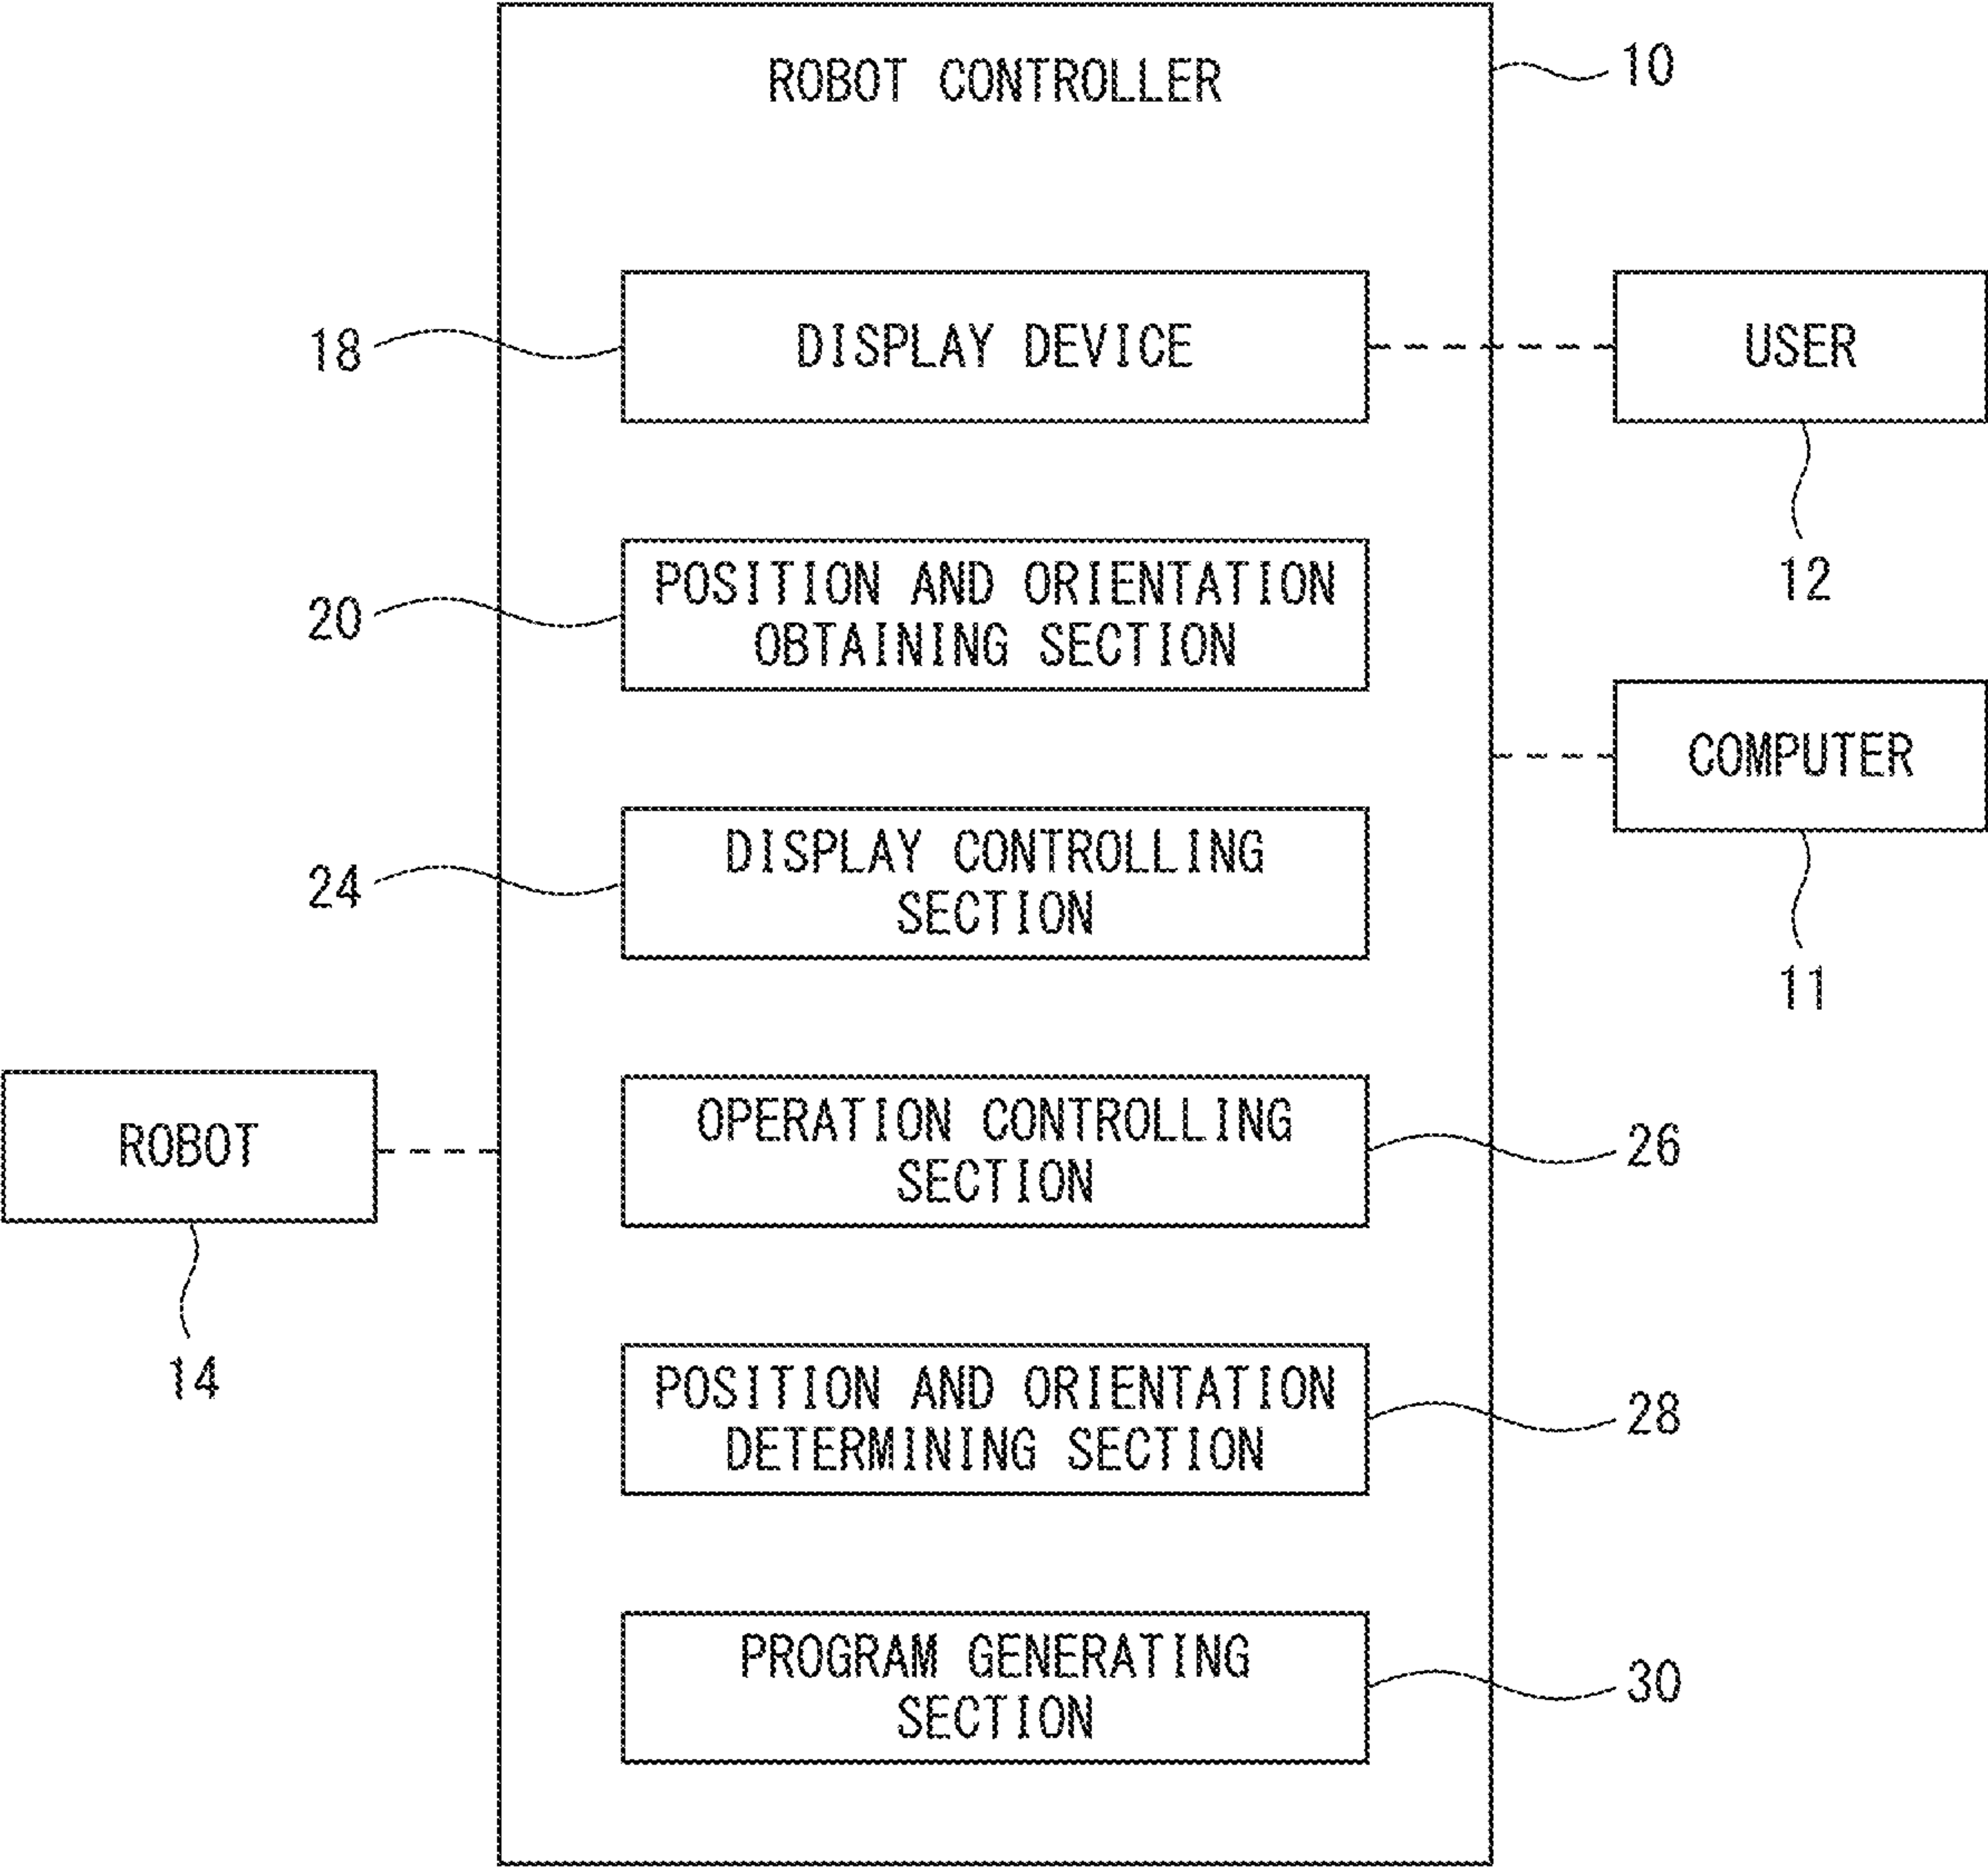 ROBOT CONTROLLER
10
18
DISPLAY DEVICE
USER
12
20
POSITION AND ORIENTATION
OBTAINING SECTION
COMPUTER
11
24
DISPLAY CONTROLLING
SECTION
ROBOT
14
OPERATION CONTROLLING
SECTION
26
POSITION AND ORIENTATION
DETERMINING SECTION
28
PROGRAM GENERATING
SECTION
30